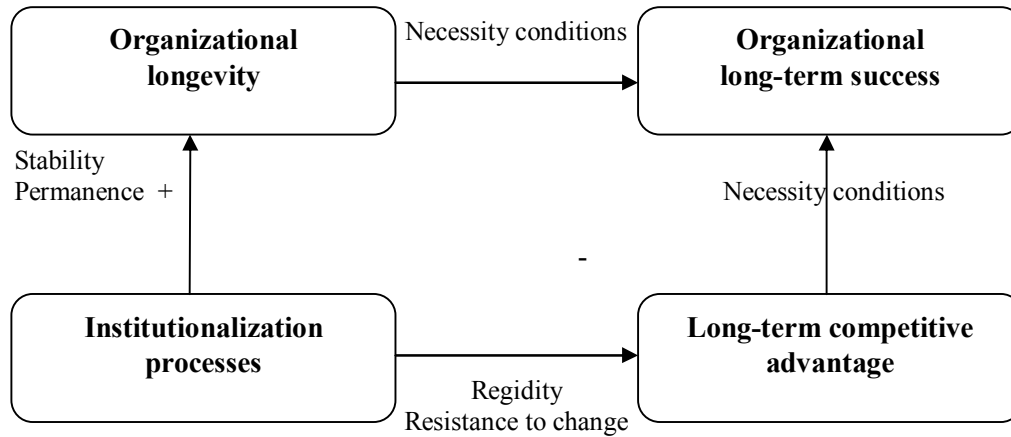 Organizational
longevity
Necessity conditions
Organizational
long-term success
Stability
Permanence +
Necessity conditions
-
Institutionalization
processes
Regidity
Resistance to change
Long-term competitive
advantage